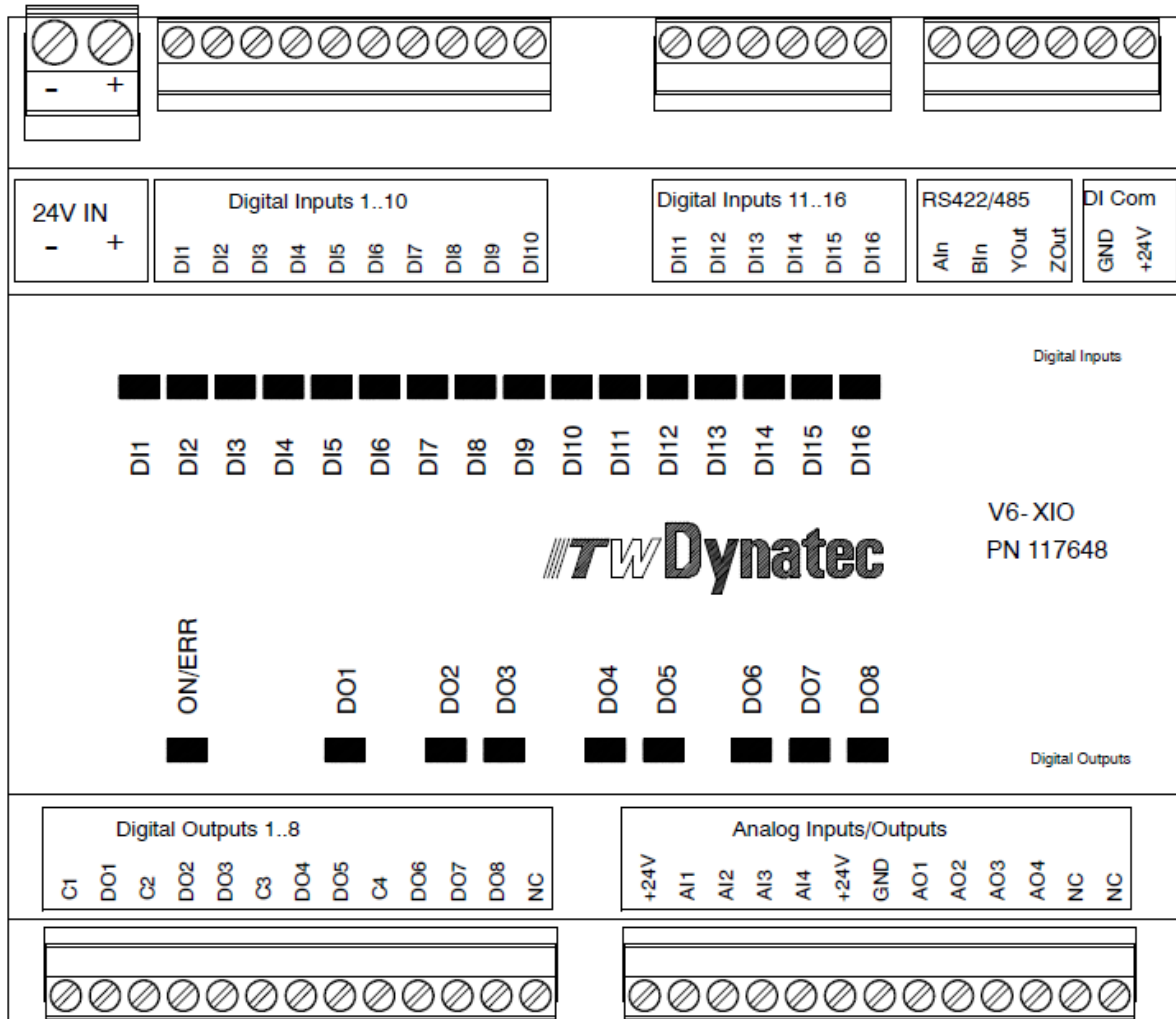 - +
24V IN
- +
Digital Inputs 1..10
DI1 DI2 DI3 DI4 DI5 DI6 DI7 DI8 DI9 DI10
Digital Inputs 11..16
DI11 DI12 DI13 DI14 DI15 DI16
RS422/485
AIn BIn YOut ZOut
DI Com
GND +24V
Digital Inputs
DI1 DI2 DI3 DI4 DI5 DI6 DI7 DI8 DI9 DI10 DI11 DI12 DI13 DI14 DI15 DI16
ITW Dynatec
V6- XIO
PN 117648
ON/ERR DO1 DO2 DO3 DO4 DO5 DO6 DO7 DO8
Digital Outputs
Digital Outputs 1..8
C1 DO1 C2 DO2 DO3 C3 DO4 DO5 C4 DO6 DO7 DO8 NC
Analog Inputs/Outputs
+24V AI1 AI2 AI3 AI4 +24V GND AO1 AO2 AO3 AO4 NC NC